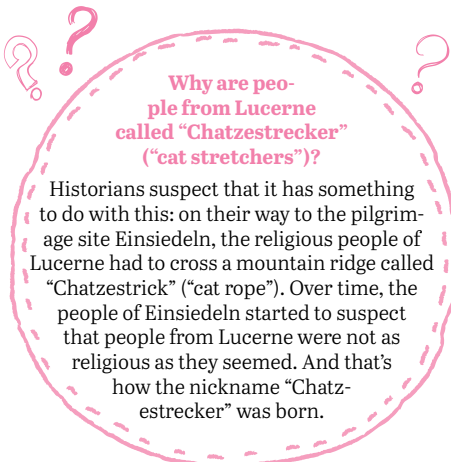 Why are peo-
ple from Lucerne
called “Chatzestrecker”
(“cat stretchers”)?
Historians suspect that it has something
to do with this: on their way to the pilgrim-
age site Einsiedeln, the religious people of
Lucerne had to cross a mountain ridge called
“Chatzestrick” (“cat rope”). Over time, the
people of Einsiedeln started to suspect
that people from Lucerne were not as
religious as they seemed. And that’s
how the nickname “Chatz-
estrecker” was born.